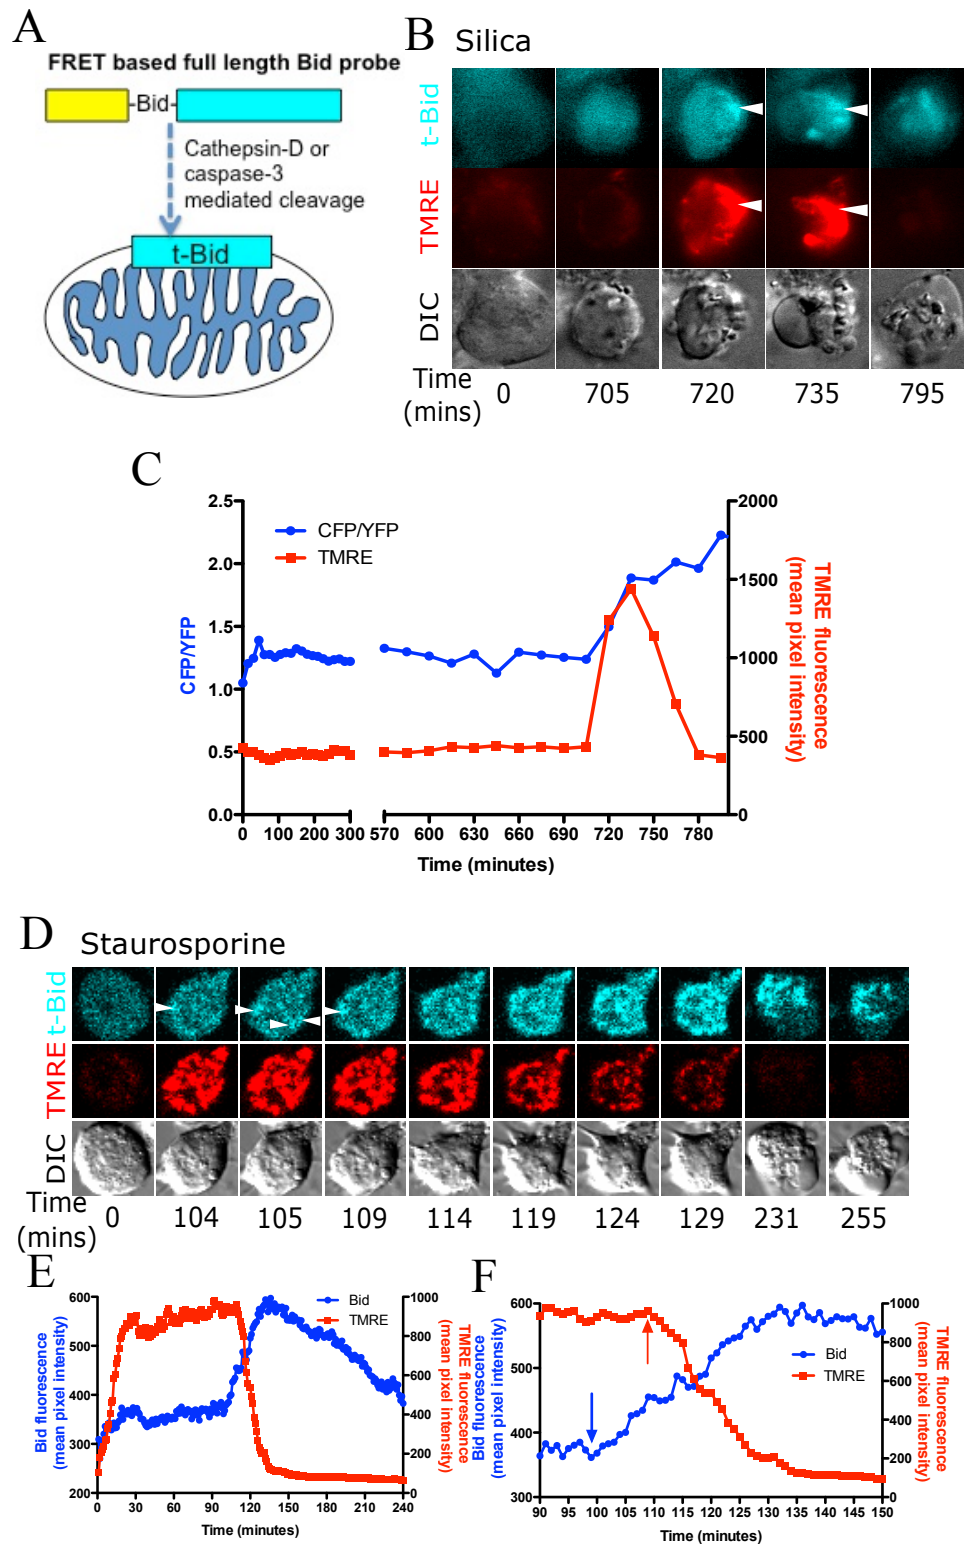 A
FRET based full length Bid probe
-Bid-
Cathepsin-D or
caspase-3
mediated cleavage
t-Bid
B Silica
t-Bid
TMRE
DIC
Time
(mins)
0 705 720 735 795
C
2.5
2.0
1.5
1.0
0.5
0.0
CFP/YFP
CFP/YFP
TMRE
2000
1500
1000
500
0
TMRE fluorescence
(mean pixel intensity)
0 100 200 300 570 600 630 660 690 720 750 780
Time (minutes)
D Staurosporine
t-Bid
TMRE
DIC
Time
(mins)
0 104 105 109 114 119 124 129 231 255
E
600
500
400
300
200
Bid fluorescence
(mean pixel intensity)
Bid
TMRE
1000
800
600
400
200
0
TMRE fluorescence
(mean pixel intensity)
0 30 60 90 120 150 180 210 240
Time (minutes)
F
600
500
400
300
Bid fluorescence
(mean pixel intensity)
Bid
TMRE
1000
800
600
400
200
0
TMRE fluorescence
(mean pixel intensity)
90 95 100 105 110 115 120 125 130 135 140 145 150
Time (minutes)